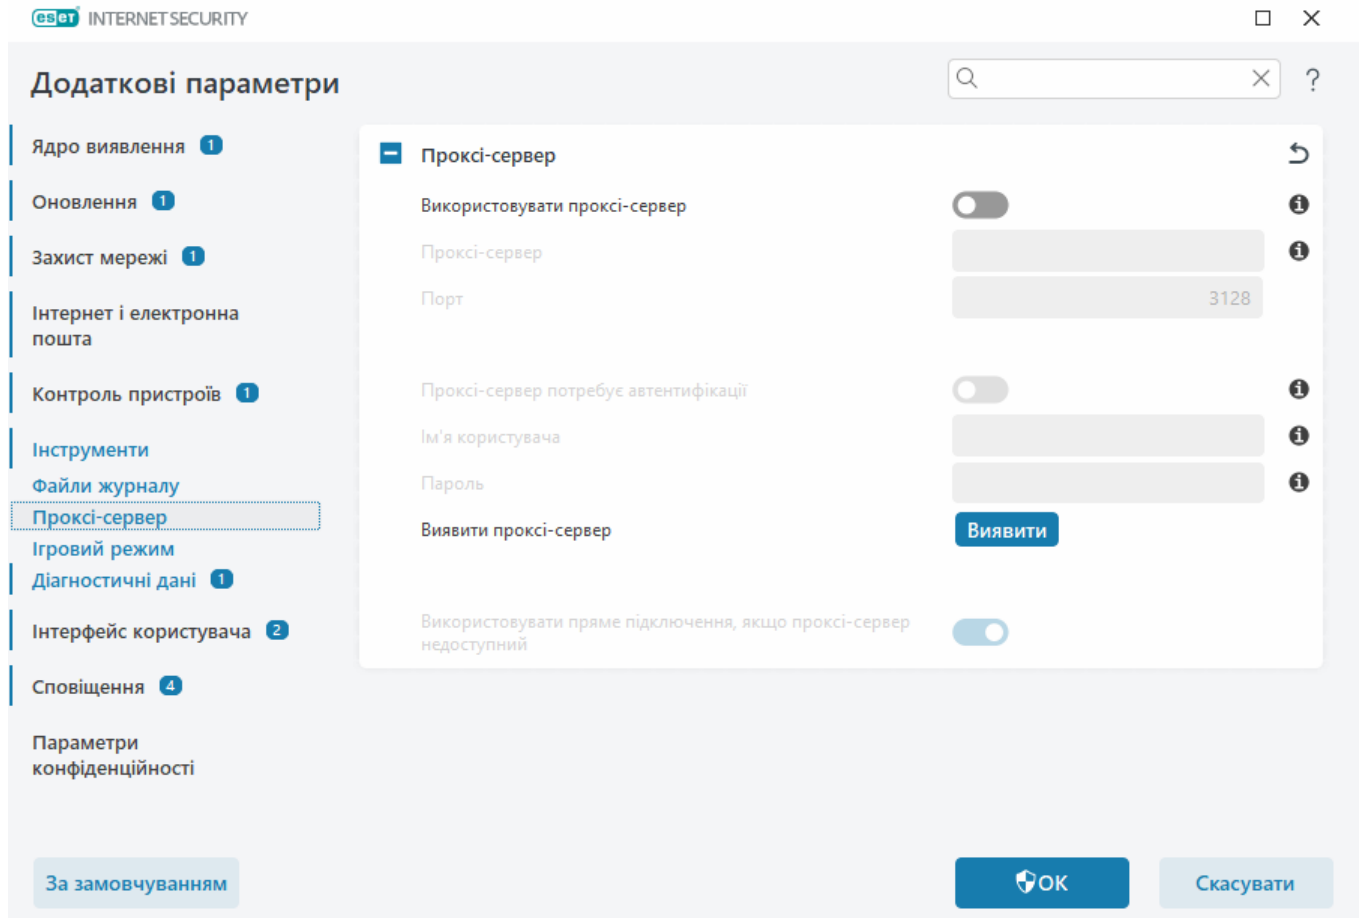 eset INTERNET SECURITY
Додаткові параметри
?
Ядро виявлення 1
Оновлення 1
Захист мережі 1
Інтернет і електронна
пошта
Контроль пристроїв 1
Інструменти
Файли журналу
Проксі-сервер
Ігровий режим
Діагностичні дані 1
Інтерфейс користувача 2
Сповіщення 4
Параметри
конфіденційності
Проксі-сервер
Використовувати проксі-сервер
Проксі-сервер
Порт 3128
Проксі-сервер потребує автентифікації
Ім'я користувача
Пароль
Виявити проксі-сервер Виявити
Використовувати пряме підключення, якщо проксі-сервер
недоступний
За замовчуванням
ОК
Скасувати